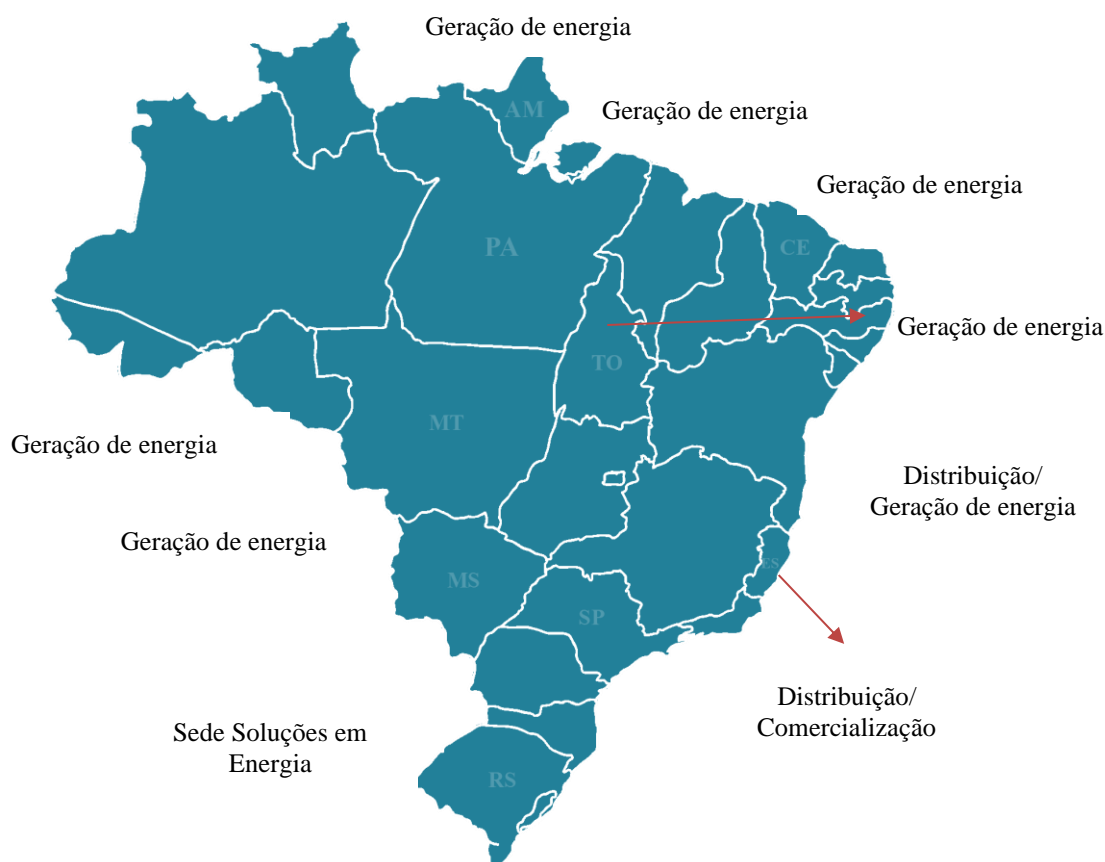 Geração de energia
AM
Geração de energia
Geração de energia
PA
CE
Geração de energia
TO
MT
Geração de energia
Distribuição/
Geração de energia
Geração de energia
ES
MS
SP
Distribuição/
Comercialização
Sede Soluções em
Energia
RS